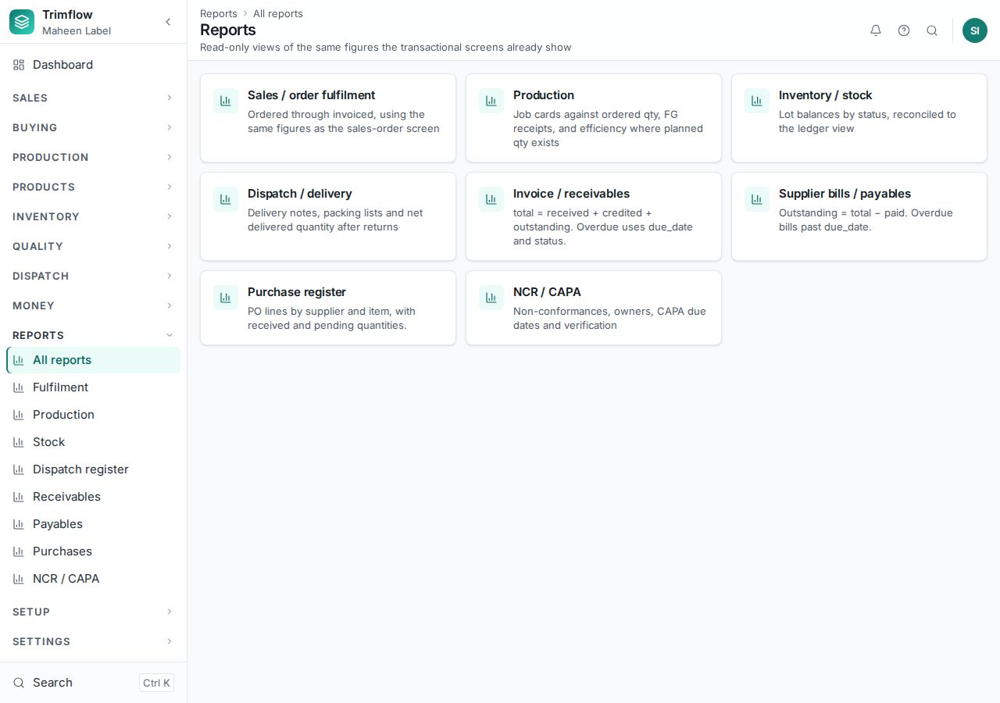 Trimflow
Maheen Label
Dashboard
SALES
BUYING
PRODUCTION
PRODUCTS
INVENTORY
QUALITY
DISPATCH
MONEY
REPORTS
All reports
Fulfilment
Production
Stock
Dispatch register
Receivables
Payables
Purchases
NCR / CAPA
SETUP
SETTINGS
Search Ctrl K
Reports > All reports
Reports
Read-only views of the same figures the transactional screens already show
SI
Sales / order fulfilment
Ordered through invoiced, using the
same figures as the sales-order screen
Production
Job cards against ordered qty, FG
receipts, and efficiency where planned
qty exists
Inventory / stock
Lot balances by status, reconciled to
the ledger view
Dispatch / delivery
Delivery notes, packing lists and net
delivered quantity after returns
Invoice / receivables
total = received + credited +
outstanding. Overdue uses due_date
and status.
Supplier bills / payables
Outstanding = total − paid. Overdue
bills past due_date.
Purchase register
PO lines by supplier and item, with
received and pending quantities.
NCR / CAPA
Non-conformances, owners, CAPA due
dates and verification